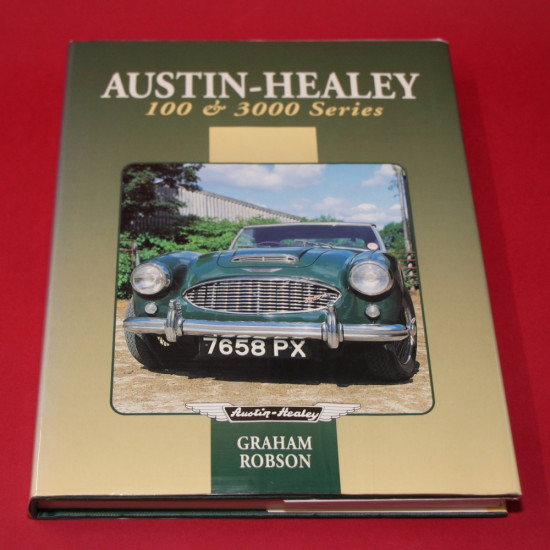 AUSTIN-HEALEY
100 & 3000 Series
7658 PX
Austin-Healey
GRAHAM
ROBSON